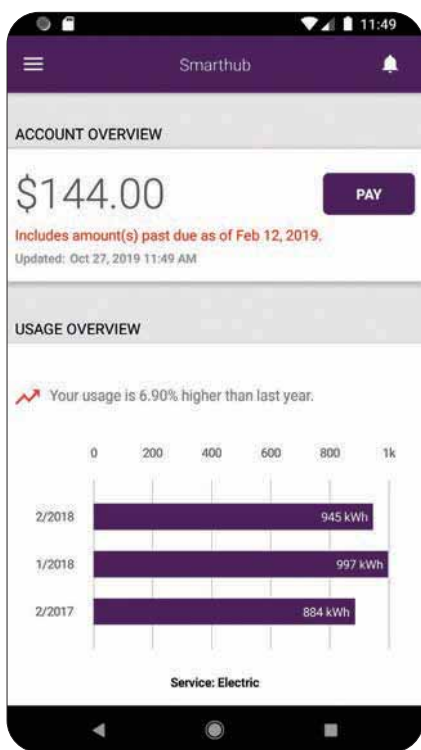 11:49
Smarthub
ACCOUNT OVERVIEW
$144.00
PAY
Includes amount(s) past due as of Feb 12, 2019.
Updated: Oct 27, 2019 11:49 AM
USAGE OVERVIEW
Your usage is 6.90% higher than last year.
0 200 400 600 800 1k
2/2018 945 kWh
1/2018 997 kWh
2/2017 884 kWh
Service: Electric